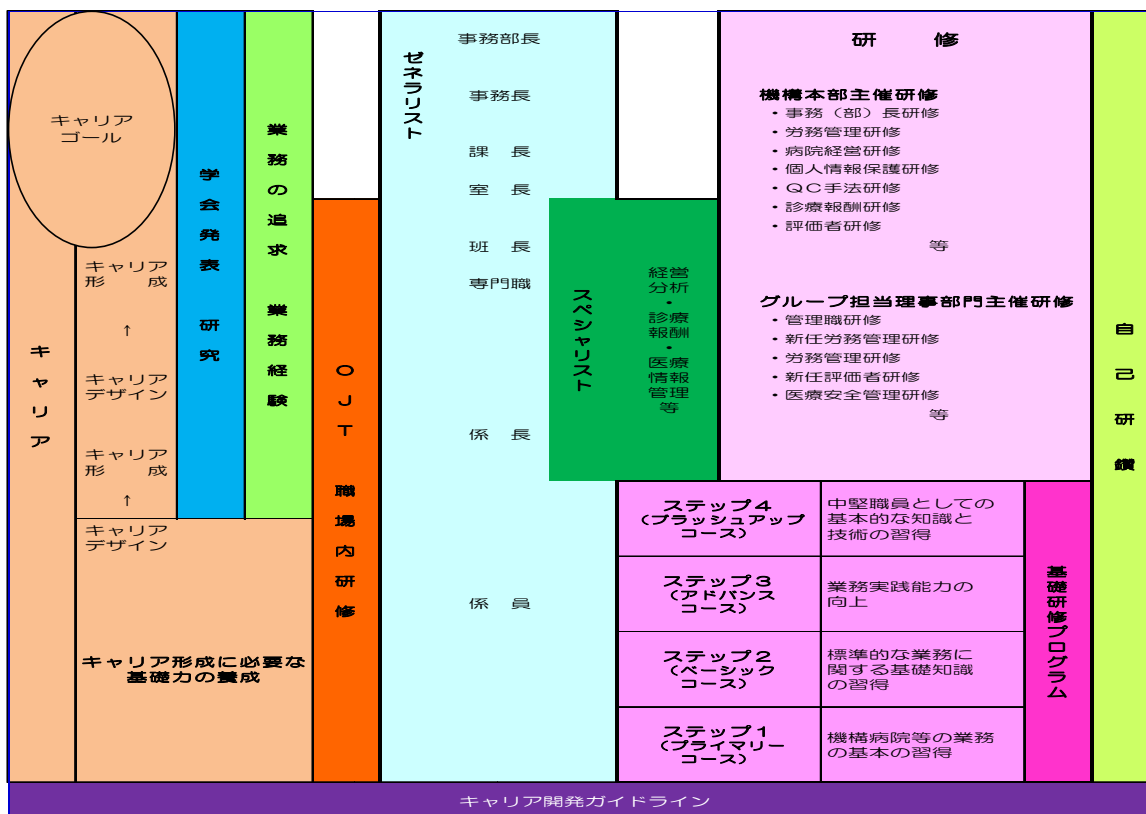 キャリア
ゴール
キャリア
形　　成
↑
キャリア
デザイン
キャリア
形　　成
↑
キャリア
デザイン
キャリア形成に必要な
基礎力の養成
キャリア
学会発表　研究
業務の追求　業務経験
ＯＪＴ　職場内研修
ゼネラリスト
事務部長
事務長
課　長
室　長
班　長
専門職
係　長
係　員
スペシャリスト
経営
分析
・
診療
報酬
・
医療
情報
管理
等
研　　修
機構本部主催研修
・事務（部）長研修
・労務管理研修
・病院経営研修
・個人情報保護研修
・ＱＣ手法研修
・診療報酬研修
・評価者研修
等
グループ担当理事部門主催研修
・管理職研修
・新任労務管理研修
・労務管理研修
・新任評価者研修
・医療安全管理研修
等
ステップ４
（ブラッシュアップ
コース）
中堅職員としての
基本的な知識と
技術の習得
ステップ３
（アドバンス
コース）
業務実践能力の
向上
ステップ２
（ベーシック
コース）
標準的な業務に
関する基礎知識
の習得
ステップ１
（プライマリー
コース）
機構病院等の業務
の基本の習得
基礎研修プログラム
自己研鑽
キャリア開発ガイドライン